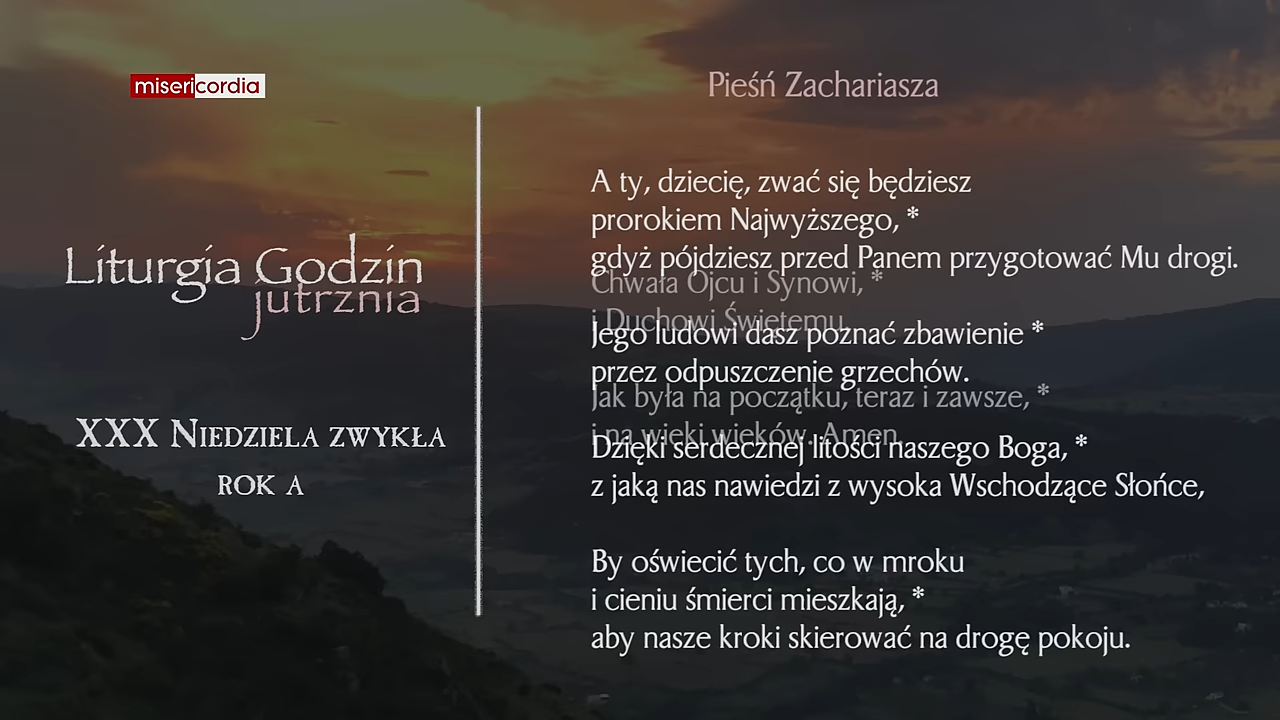 misericordia
Liturgia Godzin
jutrznia
XXX Niedziela zwykła
rok A
Pieśń Zachariasza
A ty, dziecię, zwać się będziesz
prorokiem Najwyższego, *
gdyż pójdziesz przed Panem przygotować Mu drogi.
Chwała Ojcu i Synowi, *
i Duchowi Świętemu.
Jego ludowi dasz poznać zbawienie *
przez odpuszczenie grzechów.
Jak była na początku, teraz i zawsze, *
i na wieki wieków. Amen.
Dzięki serdecznej litości naszego Boga, *
z jaką nas nawiedzi z wysoka Wschodzące Słońce,
By oświecić tych, co w mroku
i cieniu śmierci mieszkają, *
aby nasze kroki skierować na drogę pokoju.